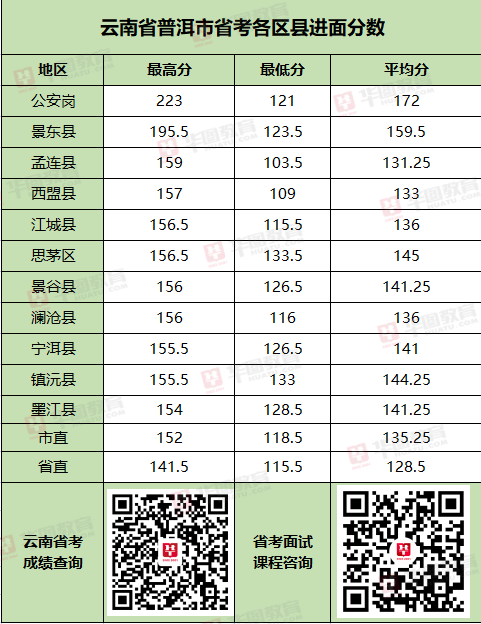 云南省普洱市省考各区县进面分数
地区 最高分 最低分 平均分
公安岗 223 121 172
景东县 195.5 123.5 159.5
孟连县 159 103.5 131.25
西盟县 157 109 133
江城县 156.5 115.5 136
思茅区 156.5 133.5 145
景谷县 156 126.5 141.25
澜沧县 156 116 136
宁洱县 155.5 126.5 141
镇沅县 155.5 133 144.25
墨江县 154 128.5 141.25
市直 152 118.5 135.25
省直 141.5 115.5 128.5
云南省考
成绩查询
省考面试
课程咨询
华图教育
HUATU.COM